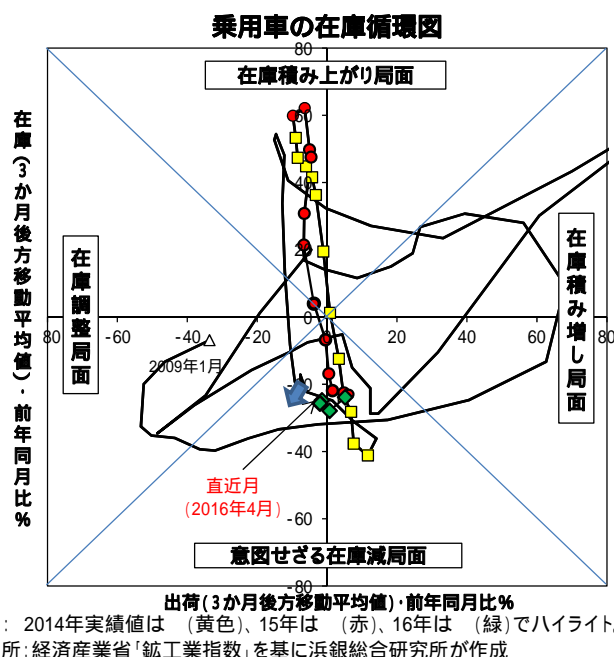 乗用車の在庫循環図
在庫(3か月後方移動平均値)・前年同月比%
80
在庫積み上がり局面
60
40
20
0
在庫調整局面
在庫積み増し局面
80
-60
-40
-20
0
20
40
60
80
2009年1月
-20
-40
直近月
(2016年4月)
-60
意図せざる在庫減局面
-80
出荷(3か月後方移動平均値)・前年同月比%
: 2014年実績値は (黄色)、15年は (赤)、16年は (緑)でハイライト
所:経済産業省「鉱工業指数」を基に浜銀総合研究所が作成